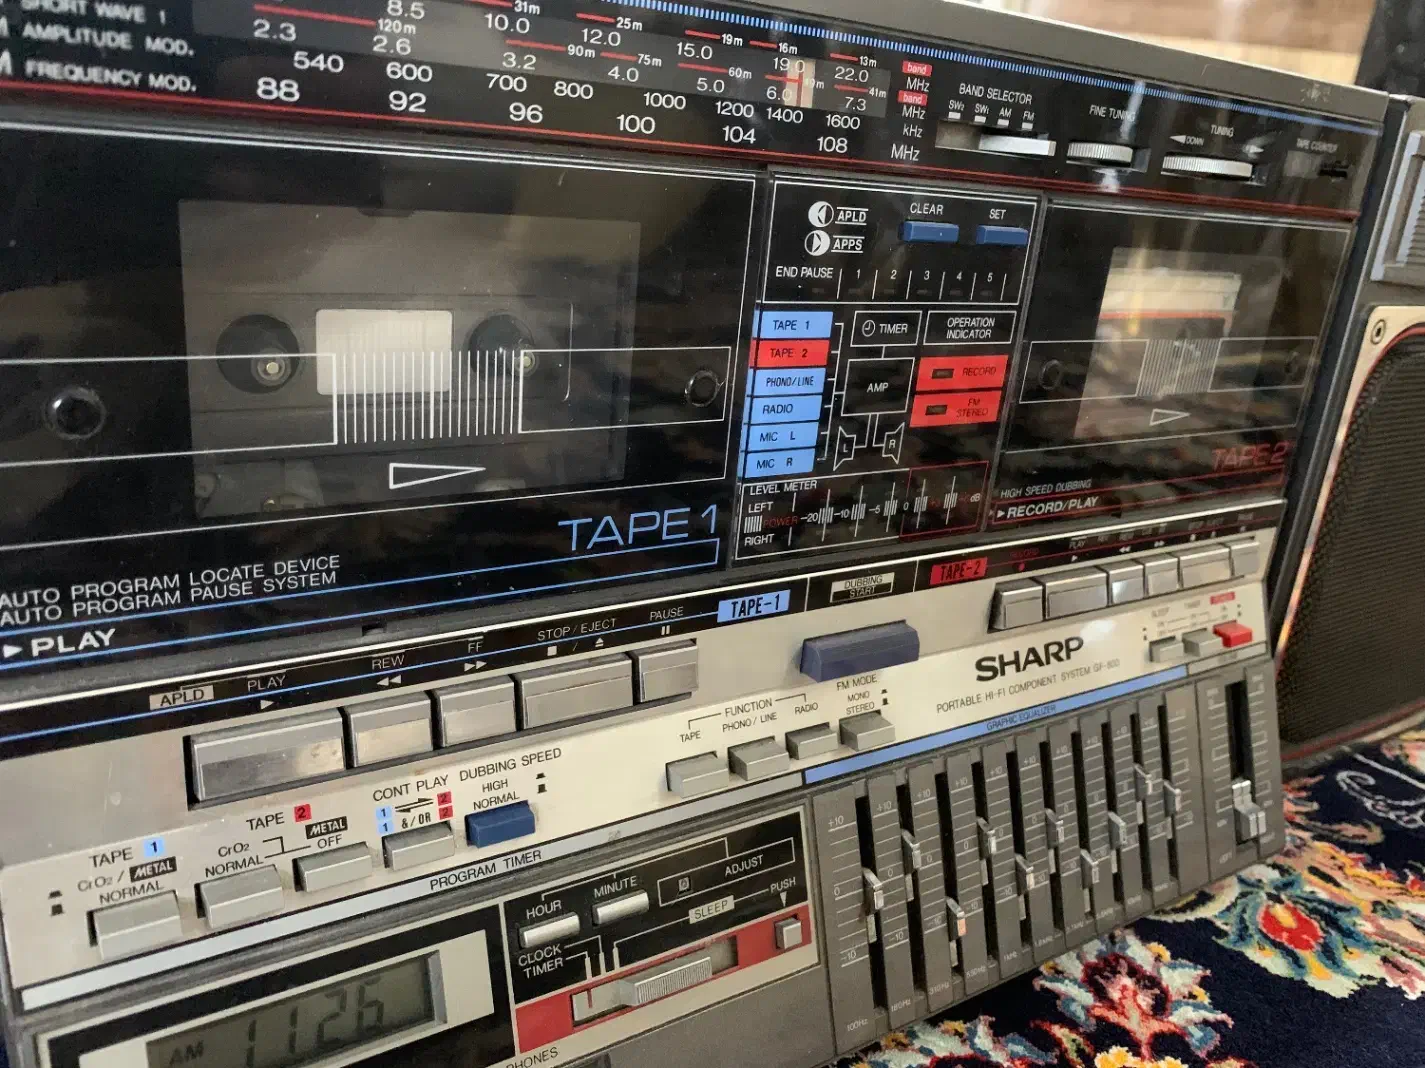 SHORT WAVE 1
AMPLITUDE MOD.
FREQUENCY MOD.
8.5 10.0 12.0 15.0 19.0 22.0
31m 25m 19m 16m 13m
2.3 2.6 3.2 4.0 5.0 6.0 7.3
120m 90m 75m 60m 49m 41m
540 600 700 800 1000 1200 1400 1600
88 92 96 100 104 108
band
MHz
band
MHz
kHz
MHz
BAND SELECTOR
SW2 SW1 AM FM
FINE TUNING
TUNING
DOWN
TAPE COUNTER
APLD
APPS
CLEAR
SET
END PAUSE 1 2 3 4 5
TAPE 1
TAPE 2
PHONO/LINE
RADIO
MIC L
MIC R
TIMER
AMP
L R
OPERATION
INDICATOR
RECORD
FM
STEREO
LEVEL METER
LEFT
POWER -20 -10 -5 0 dB
RIGHT
TAPE 1
AUTO PROGRAM LOCATE DEVICE
AUTO PROGRAM PAUSE SYSTEM
►PLAY
TAPE 2
HIGH SPEED DUBBING
►RECORD/PLAY
APLD
PLAY
REW
FF
STOP/EJECT
PAUSE
TAPE-1
DUBBING
START
TAPE-2
RECORD
PLAY
SHARP
PORTABLE HI-FI COMPONENT SYSTEM GF-800
GRAPHIC EQUALIZER
FUNCTION
TAPE PHONO/LINE RADIO
FM MODE
MONO
STEREO
CONT PLAY
1 2
1 &/OR 2
DUBBING SPEED
HIGH
NORMAL
TAPE 1
CrO2/METAL
NORMAL
TAPE 2
CrO2
NORMAL
METAL
OFF
PROGRAM TIMER
HOUR
MINUTE
ADJUST
CLOCK
TIMER
SLEEP
PUSH
AM 11:26
PHONES
+10 +10 +10 +10
0
-10
100Hz